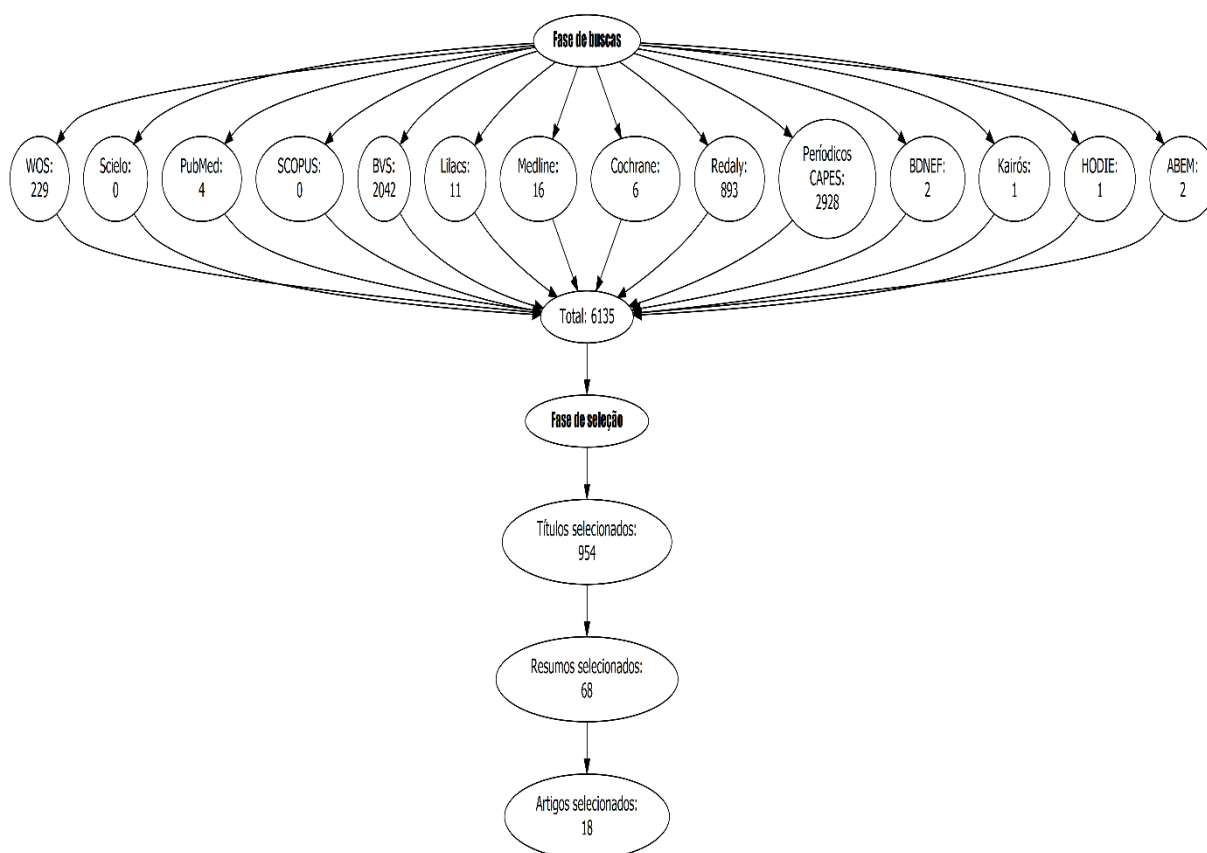 Fase de buscas
WOS:
229
Scielo:
0
PubMed:
4
SCOPUS:
0
BVS:
2042
Lilacs:
11
Medline:
16
Cochrane:
6
Redaly:
893
Períodicos
CAPES:
2928
BDNEF:
2
Kairós:
1
HODIE:
1
ABEM:
2
Total: 6135
Fase de seleção
Títulos selecionados:
954
Resumos selecionados:
68
Artigos selecionados:
18